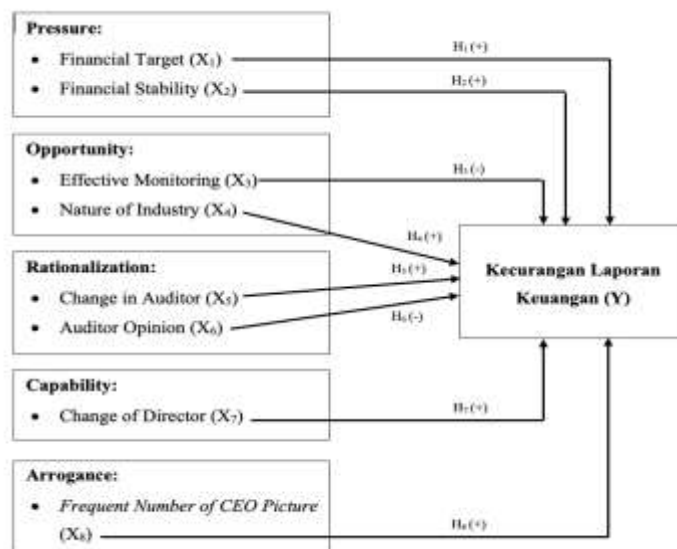 Pressure:
• Financial Target (X₁)
• Financial Stability (X₂)
H₁ (+)
H₂ (+)
Opportunity:
• Effective Monitoring (X₃)
• Nature of Industry (X₄)
H₃ (-)
H₄ (+)
Rationalization:
• Change in Auditor (X₅)
• Auditor Opinion (X₆)
H₅ (+)
H₆ (-)
Kecurangan Laporan
Keuangan (Y)
Capability:
• Change of Director (X₇)
H₇ (+)
Arrogance:
• Frequent Number of CEO Picture
(X₈)
H₈ (+)